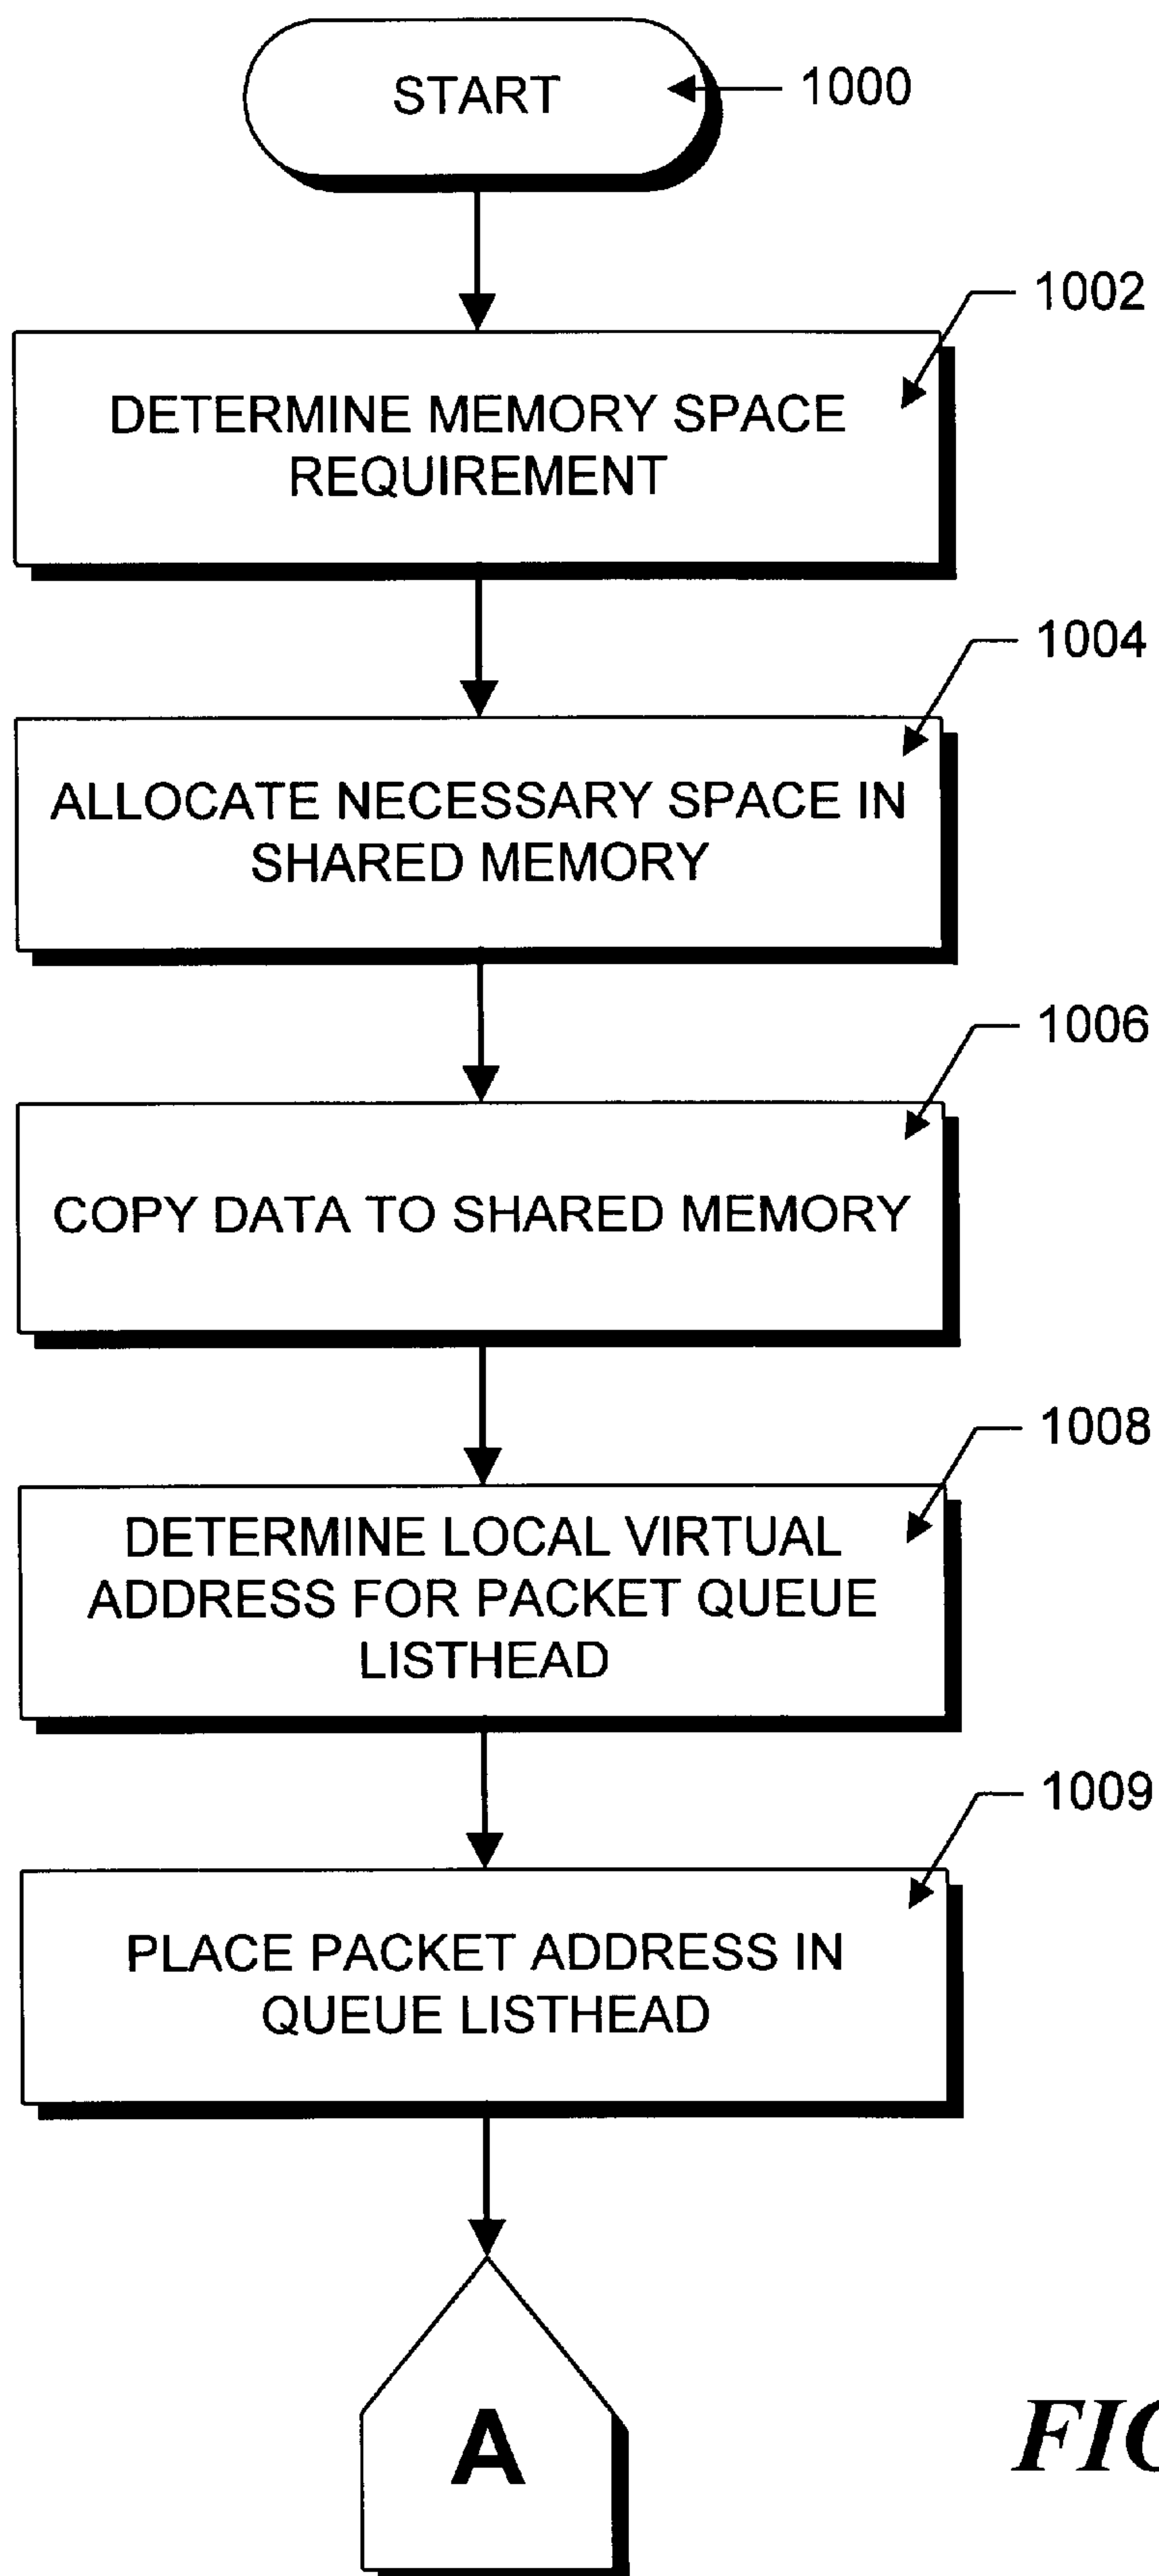 START
1000
1002
DETERMINE MEMORY SPACE
REQUIREMENT
1004
ALLOCATE NECESSARY SPACE IN
SHARED MEMORY
1006
COPY DATA TO SHARED MEMORY
1008
DETERMINE LOCAL VIRTUAL
ADDRESS FOR PACKET QUEUE
LISTHEAD
1009
PLACE PACKET ADDRESS IN
QUEUE LISTHEAD
A